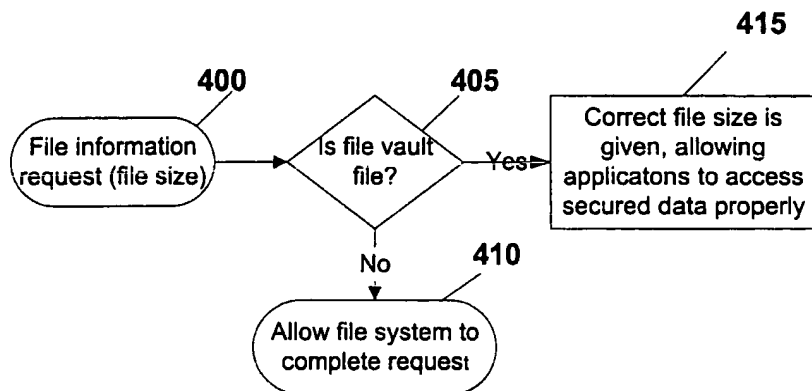 415
400
405
File information
request (file size)
Is file vault
file?
Yes
Correct file size is
given, allowing
applicatons to access
secured data properly
No
410
Allow file system to
complete request